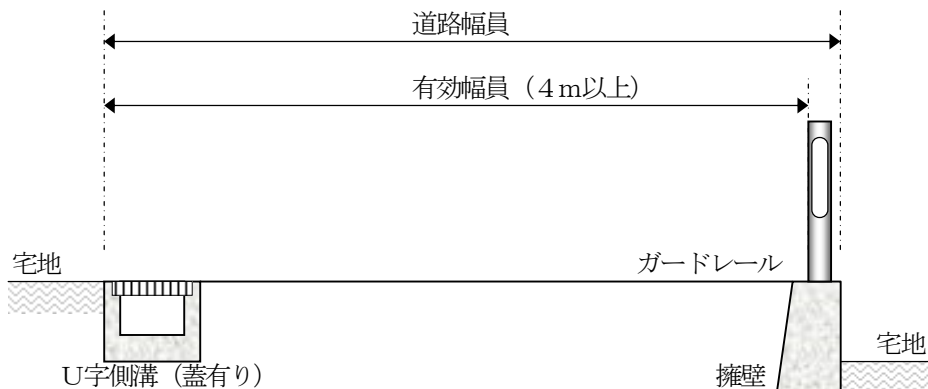 道路幅員
有効幅員（４ｍ以上）
宅地
ガードレール
宅地
Ｕ字側溝（蓋有り）
擁壁